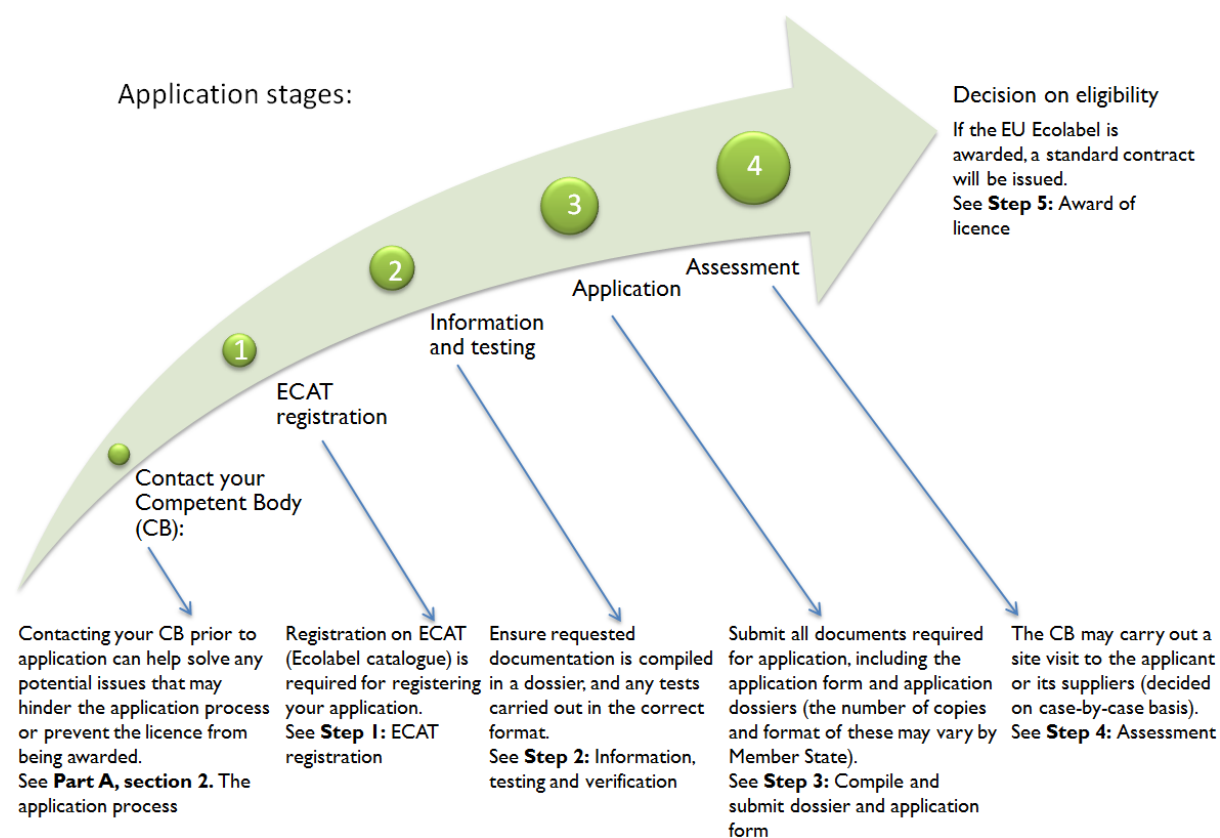 Application stages:
Decision on eligibility
If the EU Ecolabel is
awarded, a standard contract
will be issued.
See Step 5: Award of
licence
4
3
2
1
Assessment
Application
Information
and testing
ECAT
registration
Contact your
Competent Body
(CB):
Contacting your CB prior to
application can help solve any
potential issues that may
hinder the application process
or prevent the licence from
being awarded.
See Part A, section 2. The
application process
Registration on ECAT
(Ecolabel catalogue) is
required for registering
your application.
See Step 1: ECAT
registration
Ensure requested
documentation is compiled
in a dossier, and any tests
carried out in the correct
format.
See Step 2: Information,
testing and verification
Submit all documents required
for application, including the
application form and application
dossiers (the number of copies
and format of these may vary by
Member State).
See Step 3: Compile and
submit dossier and application
form
The CB may carry out a
site visit to the applicant
or its suppliers (decided
on case-by-case basis).
See Step 4: Assessment